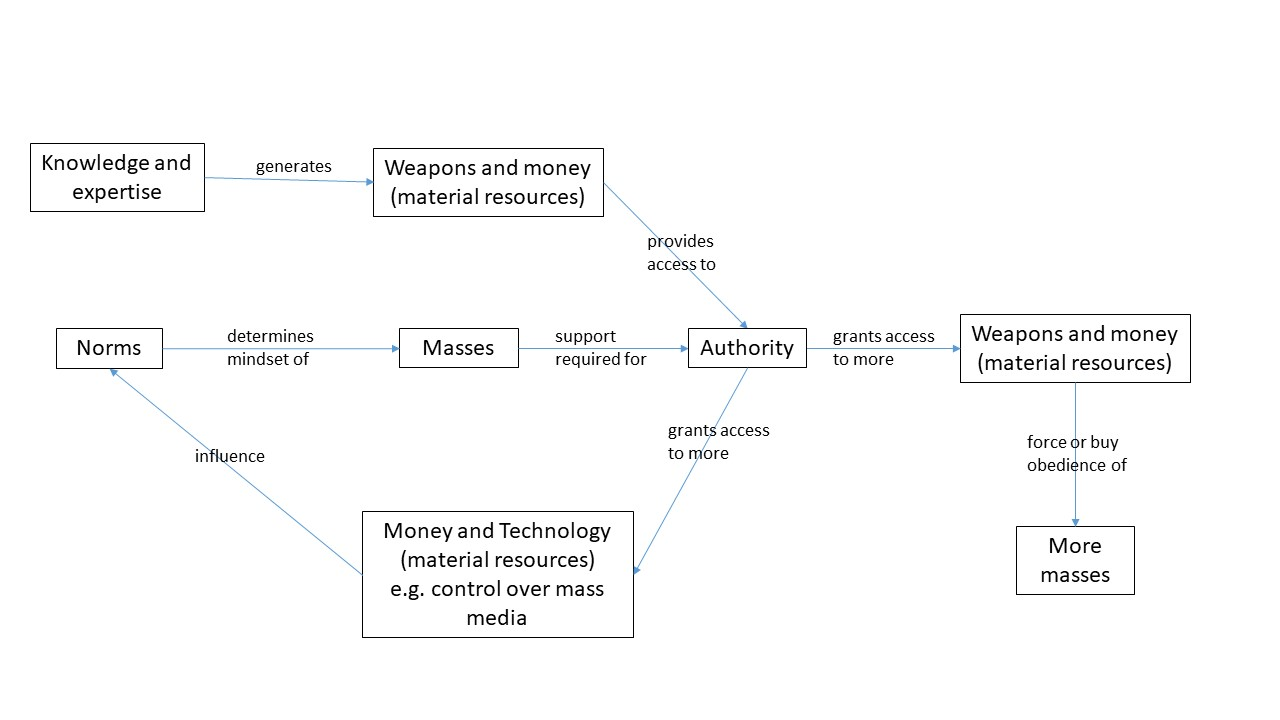 Knowledge and
expertise
generates
Weapons and money
(material resources)
provides
access to
Norms
determines
mindset of
Masses
support
required for
Authority
grants access
to more
Weapons and money
(material resources)
influence
grants access
to more
force or buy
obedience of
Money and Technology
(material resources)
e.g. control over mass
media
More
masses